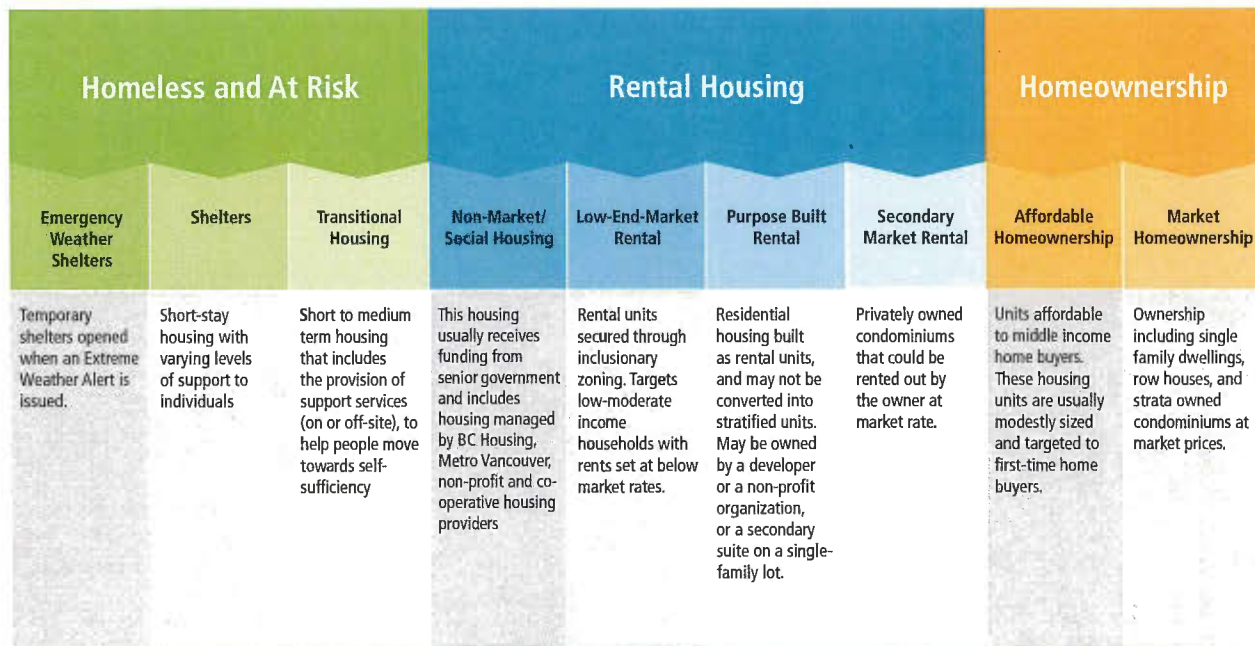 Homeless and At Risk
Rental Housing
Homeownership
Emergency
Weather
Shelters
Shelters
Transitional
Housing
Non-Market/
Social Housing
Low-End-Market
Rental
Purpose Built
Rental
Secondary
Market Rental
Affordable
Homeownership
Market
Homeownership
Temporary
shelters opened
when an Extreme
Weather Alert is
issued.
Short-stay
housing with
varying levels
of support to
individuals
Short to medium
term housing
that includes
the provision of
support services
(on or off-site), to
help people move
towards self-
sufficiency
This housing
usually receives
funding from
senior government
and includes
housing managed
by BC Housing,
Metro Vancouver,
non-profit and co-
operative housing
providers
Rental units
secured through
inclusionary
zoning. Targets
low-moderate
income
households with
rents set at below
market rates.
Residential
housing built
as rental units,
and may not be
converted into
stratified units.
May be owned
by a developer
or a non-profit
organization,
or a secondary
suite on a single-
family lot.
Privately owned
condominiums
that could be
rented out by
the owner at
market rate.
Units affordable
to middle income
home buyers.
These housing
units are usually
modestly sized
and targeted to
first-time home
buyers.
Ownership
including single
family dwellings,
row houses, and
strata owned
condominiums at
market prices.